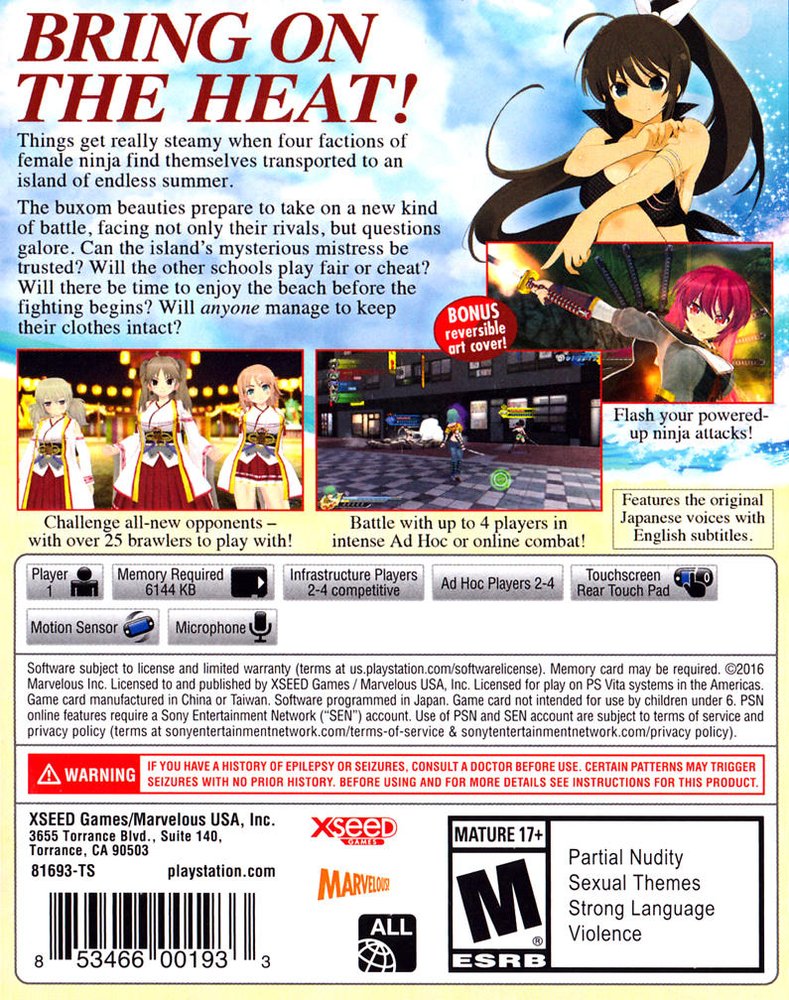 BRING ON
THE HEAT!
Things get really steamy when four factions of
female ninja find themselves transported to an
island of endless summer.
The buxom beauties prepare to take on a new kind
of battle, facing not only their rivals, but questions
galore. Can the island's mysterious mistress be
trusted? Will the other schools play fair or cheat?
Will there be time to enjoy the beach before the
fighting begins? Will anyone manage to keep
their clothes intact?
BONUS
reversible
art cover!
Flash your powered-
up ninja attacks!
Challenge all-new opponents –
with over 25 brawlers to play with!
Battle with up to 4 players in
intense Ad Hoc or online combat!
Features the original
Japanese voices with
English subtitles.
Player
1
Memory Required
6144 KB
Infrastructure Players
2-4 competitive
Ad Hoc Players 2-4
Touchscreen
Rear Touch Pad
Motion Sensor
Microphone
Software subject to license and limited warranty (terms at us.playstation.com/softwarelicense). Memory card may be required. ©2016
Marvelous Inc. Licensed to and published by XSEED Games / Marvelous USA, Inc. Licensed for play on PS Vita systems in the Americas.
Game card manufactured in China or Taiwan. Software programmed in Japan. Game card not intended for use by children under 6. PSN
online features require a Sony Entertainment Network ("SEN") account. Use of PSN and SEN account are subject to terms of service and
privacy policy (terms at sonyentertainmentnetwork.com/terms-of-service & sonytentertainmentnetwork.com/privacy policy).
WARNING
IF YOU HAVE A HISTORY OF EPILEPSY OR SEIZURES, CONSULT A DOCTOR BEFORE USE. CERTAIN PATTERNS MAY TRIGGER
SEIZURES WITH NO PRIOR HISTORY. BEFORE USING AND FOR MORE DETAILS SEE INSTRUCTIONS FOR THIS PRODUCT.
XSEED Games/Marvelous USA, Inc.
3655 Torrance Blvd., Suite 140,
Torrance, CA 90503
81693-TS playstation.com
8 53466 00193 3
XSEED
GAMES
MARVELOUS!
ALL
MATURE 17+
M
®
ESRB
Partial Nudity
Sexual Themes
Strong Language
Violence